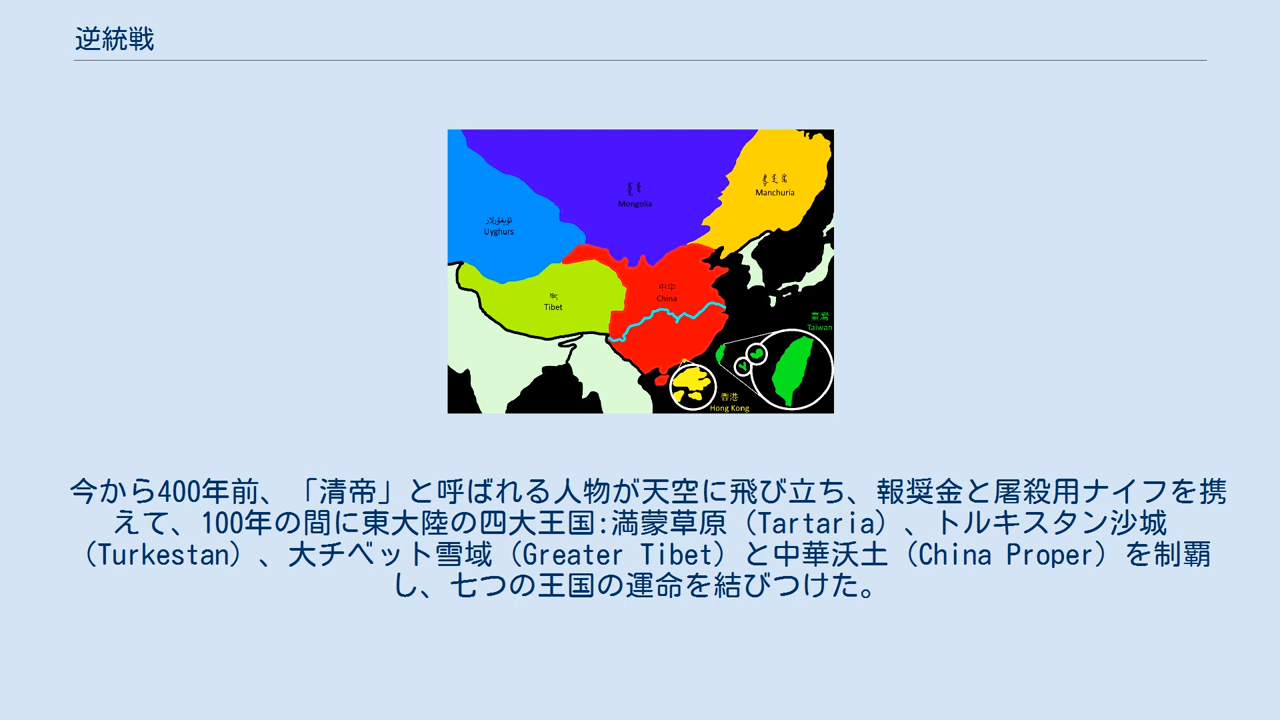 逆統戦
Mongolia
Manchuria
ئۇيغۇرلار
Uyghurs
中华
China
Tibet
臺灣
Taiwan
香港
Hong Kong
今から400年前、「清帝」と呼ばれる人物が天空に飛び立ち、報奨金と屠殺用ナイフを携
えて、100年の間に東大陸の四大王国:満蒙草原（Tartaria）、トルキスタン沙城
（Turkestan）、大チベット雪域（Greater Tibet）と中華沃土（China Proper）を制覇
し、七つの王国の運命を結びつけた。